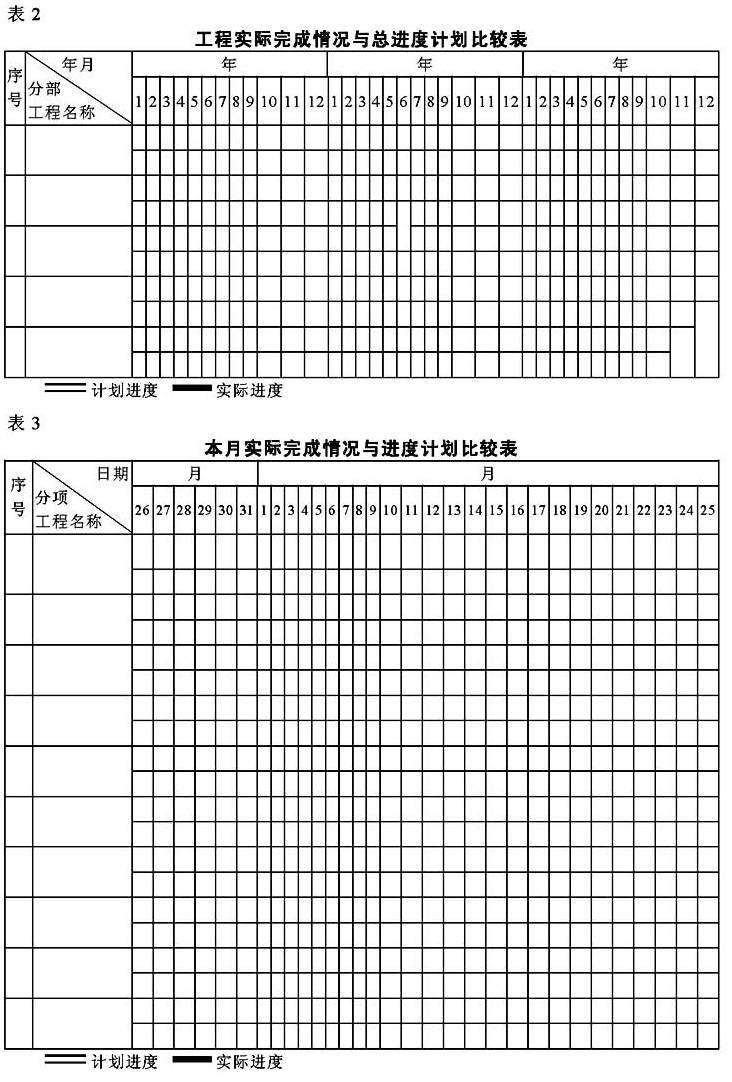 表 2
工程实际完成情况与总进度计划比较表
序号 年月 分部工程名称 年 年 年
1 2 3 4 5 6 7 8 9 10 11 12 1 2 3 4 5 6 7 8 9 10 11 12 1 2 3 4 5 6 7 8 9 10 11 12
计划进度 实际进度
表 3
本月实际完成情况与进度计划比较表
序号 日期 分项工程名称 月 月
26 27 28 29 30 31 1 2 3 4 5 6 7 8 9 10 11 12 13 14 15 16 17 18 19 20 21 22 23 24 25
计划进度 实际进度